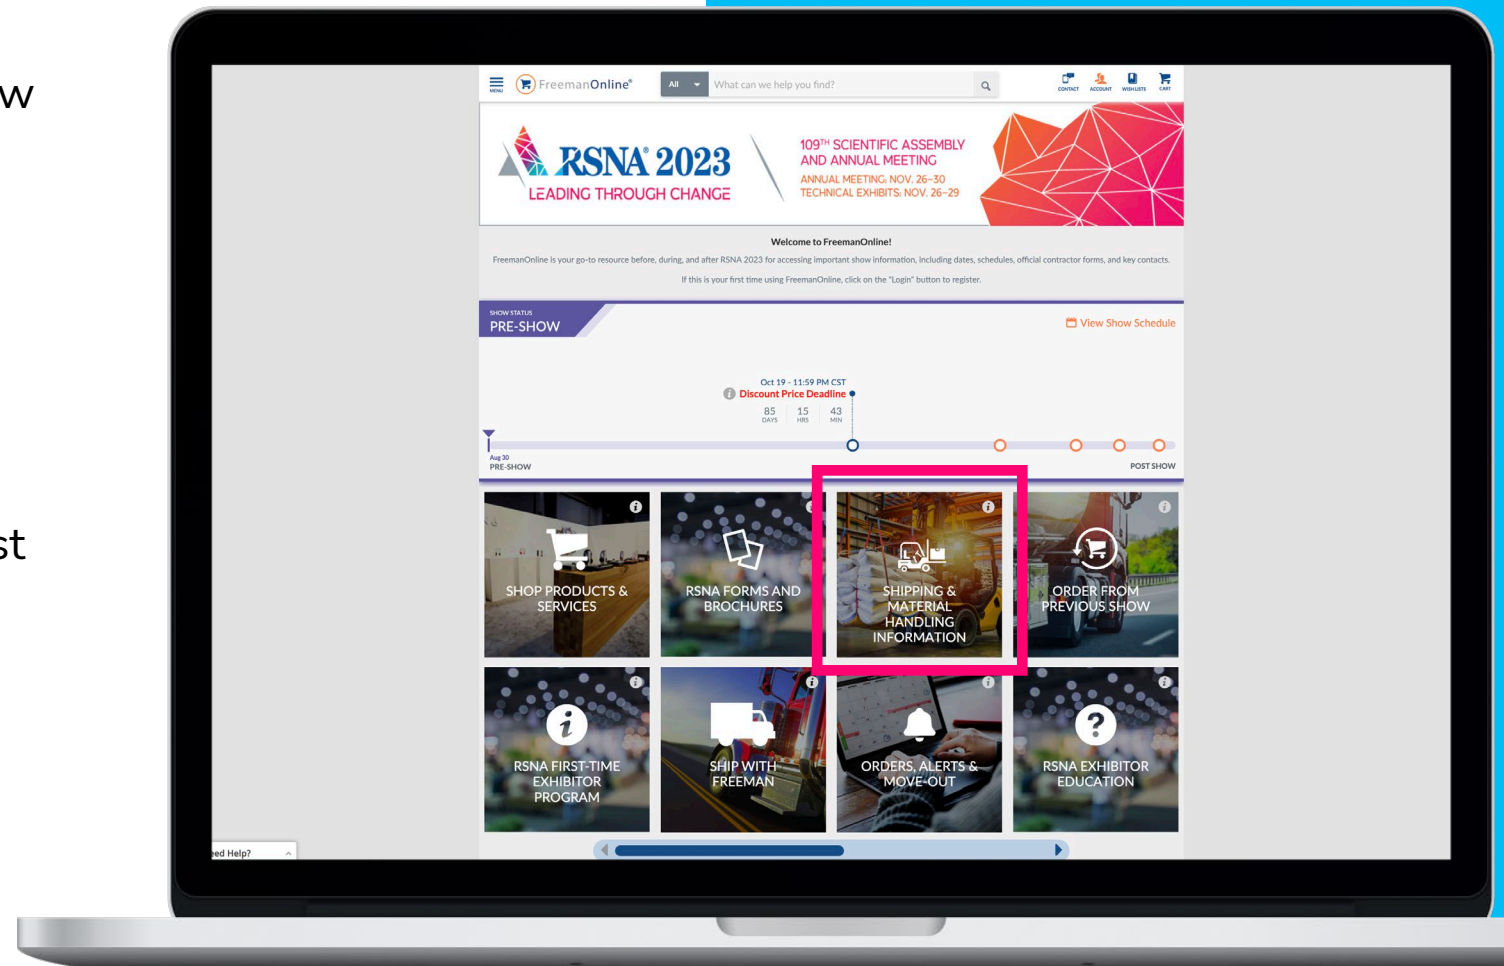 w
st
MENU
FreemanOnline®
All
What can we help you find?
CONTACT
ACCOUNT
WISH LISTS
CART
RSNA® 2023
LEADING THROUGH CHANGE
109TH SCIENTIFIC ASSEMBLY
AND ANNUAL MEETING
ANNUAL MEETING: NOV. 26–30
TECHNICAL EXHIBITS: NOV. 26–29
Welcome to FreemanOnline!
FreemanOnline is your go-to resource before, during, and after RSNA 2023 for accessing important show information, including dates, schedules, official contractor forms, and key contacts.
If this is your first time using FreemanOnline, click on the "Login" button to register.
SHOW STATUS
PRE-SHOW
View Show Schedule
Oct 19 - 11:59 PM CST
Discount Price Deadline
85 15 43
DAYS HRS MIN
Aug 30
PRE-SHOW
POST SHOW
SHOP PRODUCTS &
SERVICES
RSNA FORMS AND
BROCHURES
SHIPPING &
MATERIAL
HANDLING
INFORMATION
ORDER FROM
PREVIOUS SHOW
RSNA FIRST-TIME
EXHIBITOR
PROGRAM
SHIP WITH
FREEMAN
ORDERS, ALERTS &
MOVE-OUT
RSNA EXHIBITOR
EDUCATION
eed Help?